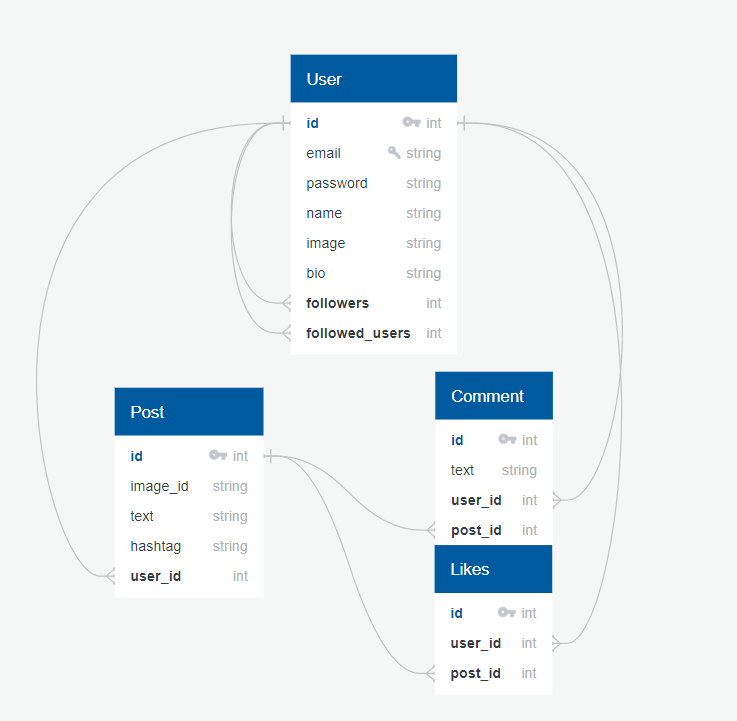 User
id int
email string
password string
name string
image string
bio string
followers int
followed_users int
Post
id int
image_id string
text string
hashtag string
user_id int
Comment
id int
text string
user_id int
post_id int
Likes
id int
user_id int
post_id int